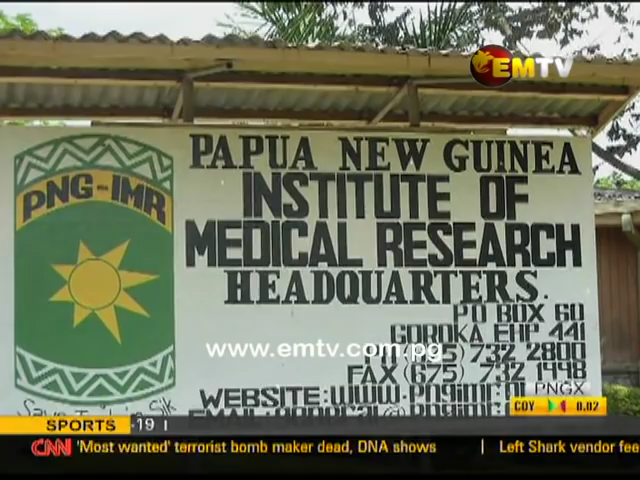 EMTV
PAPUA NEW GUINEA
INSTITUTE OF
MEDICAL RESEARCH
HEADQUARTERS.
PNG-IMR
PO BOX 60
GOROKA EHP 441
(675) 732 2800
www.emtv.com.pg
FAX (675) 732 1998
WEBSITE: WWW.
PNGX
COY 0.02
SPORTS -19
CNN 'Most wanted' terrorist bomb maker dead, DNA shows | Left Shark vendor fee